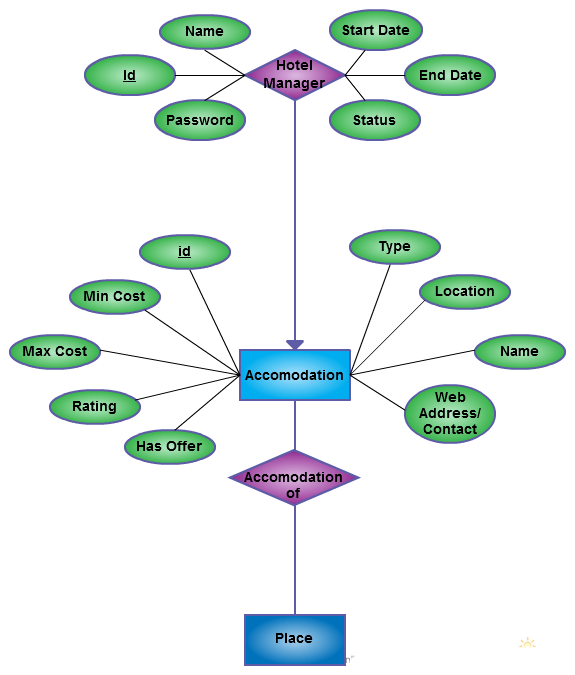 Name
Start Date
Id
Hotel
Manager
End Date
Password
Status
id
Type
Min Cost
Location
Max Cost
Accomodation
Name
Rating
Web
Address/
Contact
Has Offer
Accomodation
of
Place